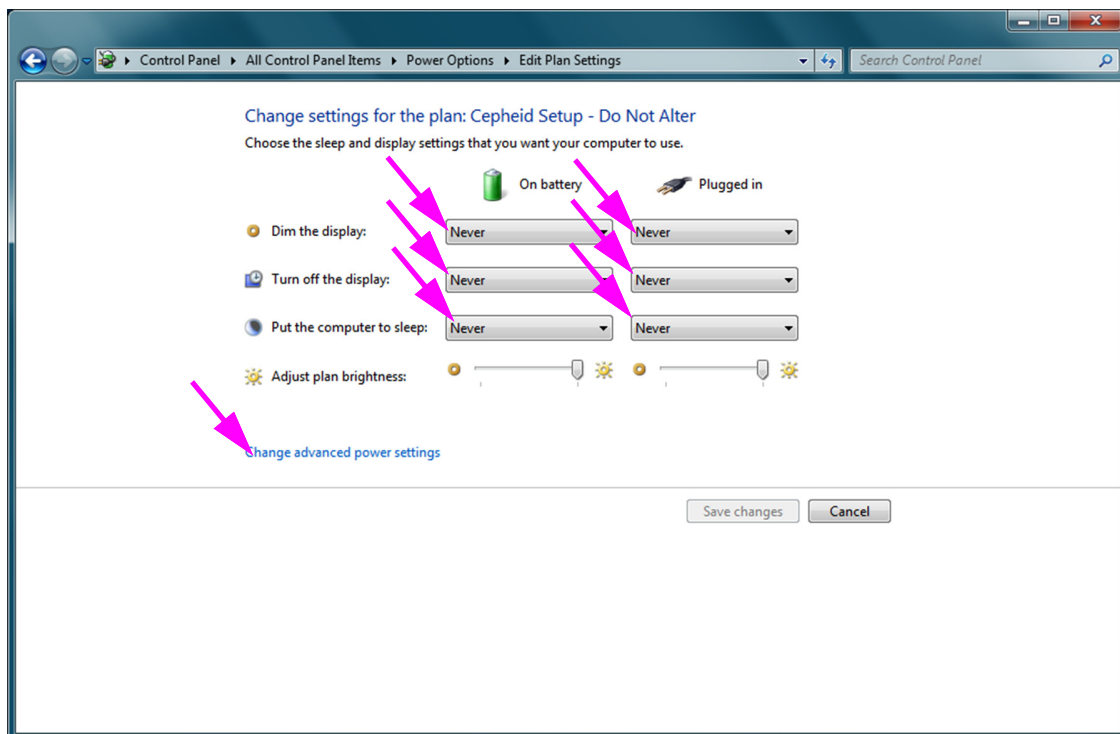 Control Panel ▸ All Control Panel Items ▸ Power Options ▸ Edit Plan Settings
Search Control Panel
Change settings for the plan: Cepheid Setup - Do Not Alter
Choose the sleep and display settings that you want your computer to use.
On battery Plugged in
Dim the display: Never Never
Turn off the display: Never Never
Put the computer to sleep: Never Never
Adjust plan brightness:
Change advanced power settings
Save changes Cancel